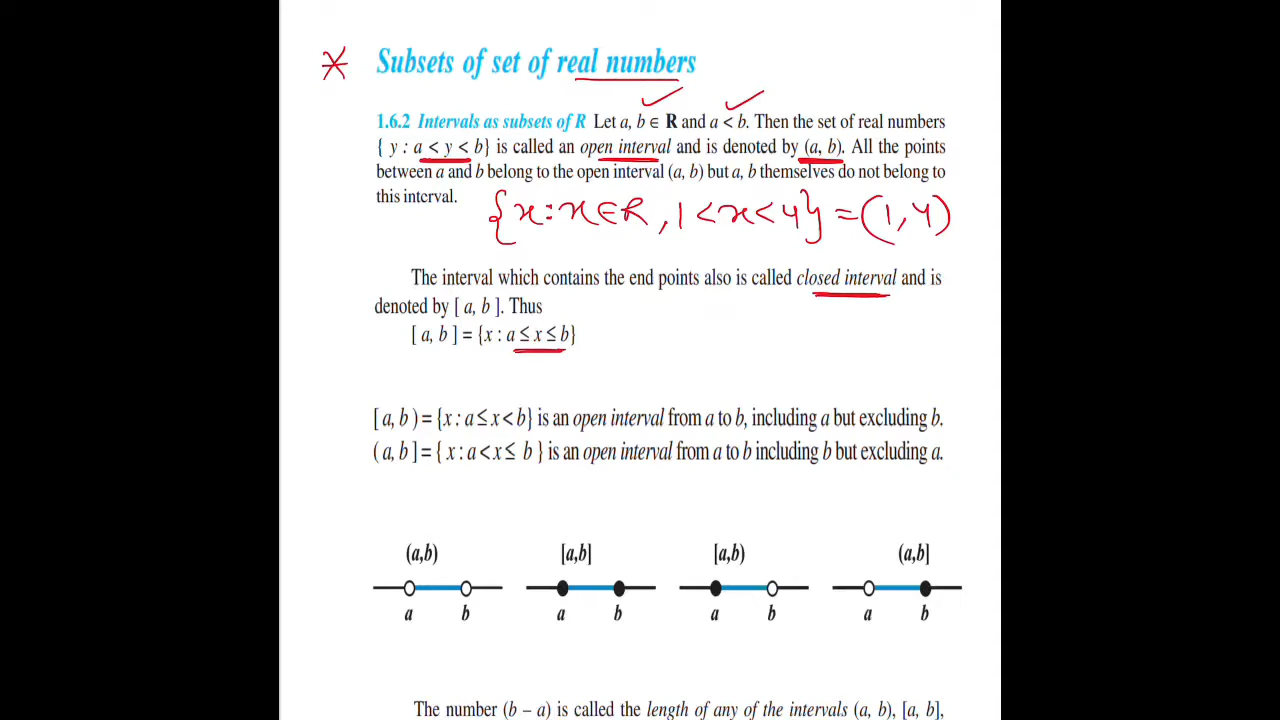 * Subsets of set of real numbers
1.6.2 Intervals as subsets of R Let a, b ∈ R and a < b. Then the set of real numbers
{ y : a < y < b} is called an open interval and is denoted by (a, b). All the points
between a and b belong to the open interval (a, b) but a, b themselves do not belong to
this interval.
{x : x ∈ R, 1 < x < 4} = (1, 4)
The interval which contains the end points also is called closed interval and is
denoted by [ a, b ]. Thus
[ a, b ] = {x : a ≤ x ≤ b}
[ a, b ) = {x : a ≤ x < b} is an open interval from a to b, including a but excluding b.
( a, b ] = { x : a < x ≤ b } is an open interval from a to b including b but excluding a.
(a,b) [a,b] [a,b) (a,b]
a b a b a b a b
The number (b – a) is called the length of any of the intervals (a, b), [a, b],